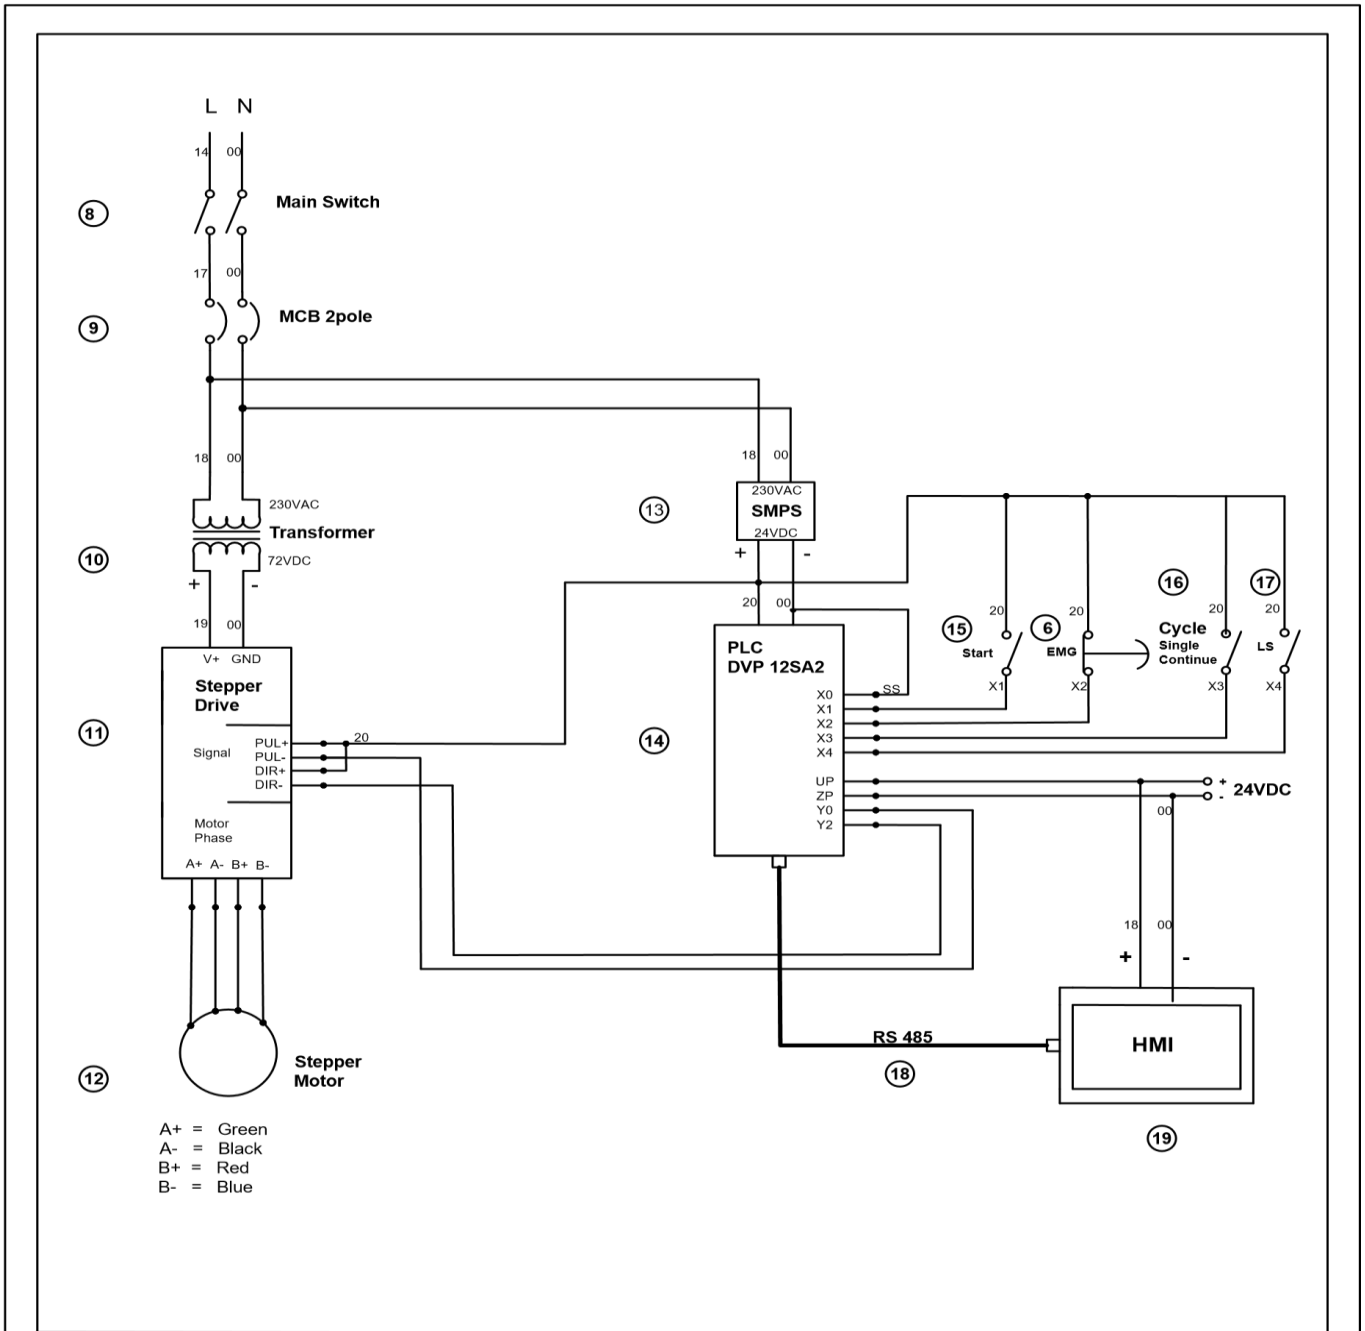 L N
14 00
8
Main Switch
17 00
9
MCB 2pole
18 00
18 00
230VAC
13
230VAC
SMPS
24VDC
+ -
Transformer
10
72VDC
+ -
19 00
20 00
16
17
20
20
20
20
15
Start
6
EMG
Cycle
Single
Continue
LS
X1
X2
X3
X4
V+ GND
Stepper
Drive
11
Signal
PUL+
PUL-
DIR+
DIR-
20
Motor
Phase
A+ A- B+ B-
PLC
DVP 12SA2
14
X0
SS
X1
X2
X3
X4
UP
ZP
Y0
Y2
+
-
24VDC
00
18 00
+ -
RS 485
18
HMI
19
12
Stepper
Motor
A+ = Green
A- = Black
B+ = Red
B- = Blue